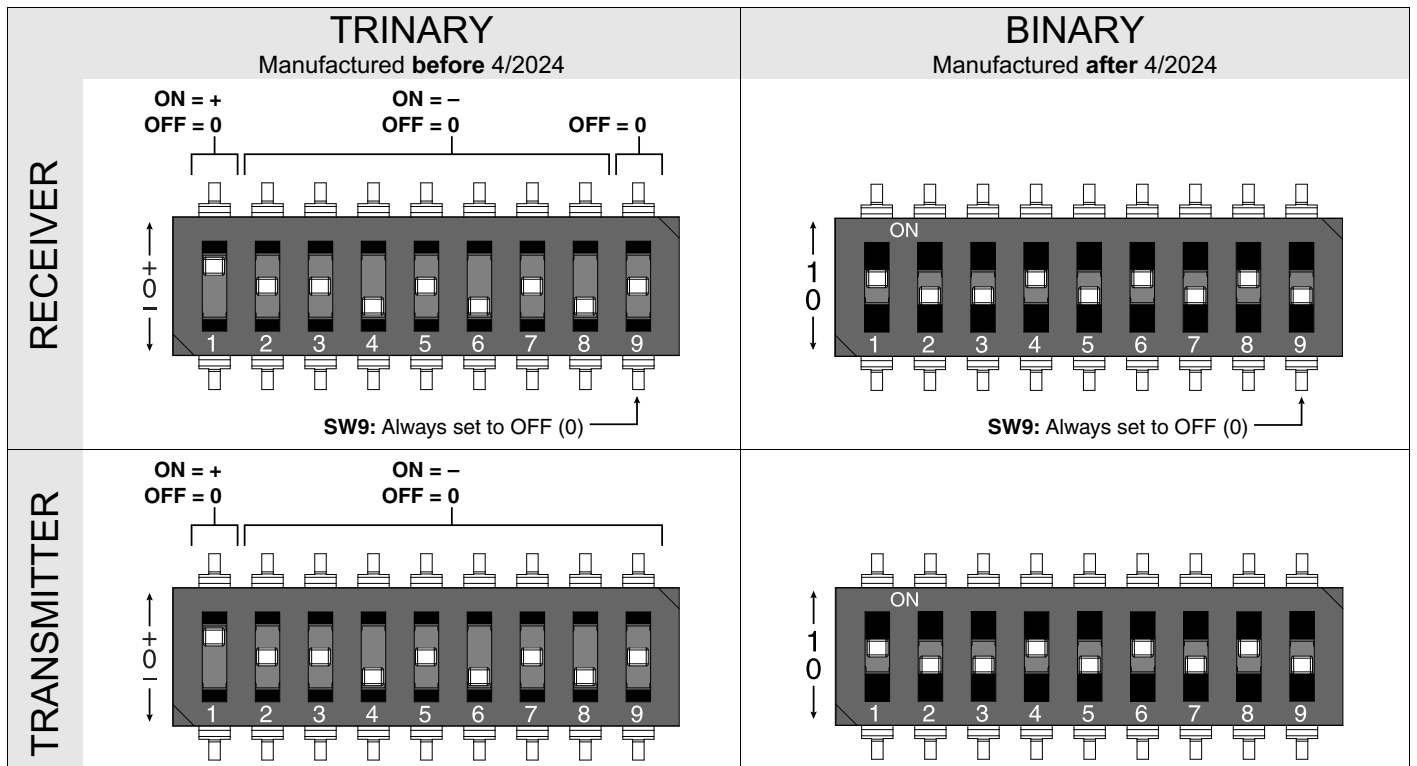 TRINARY
Manufactured before 4/2024
BINARY
Manufactured after 4/2024
RECEIVER
ON = +
OFF = 0
ON = –
OFF = 0
OFF = 0
+
0
–
1 2 3 4 5 6 7 8 9
SW9: Always set to OFF (0)
ON
1
0
1 2 3 4 5 6 7 8 9
SW9: Always set to OFF (0)
TRANSMITTER
ON = +
OFF = 0
ON = –
OFF = 0
+
0
–
1 2 3 4 5 6 7 8 9
ON
1
0
1 2 3 4 5 6 7 8 9